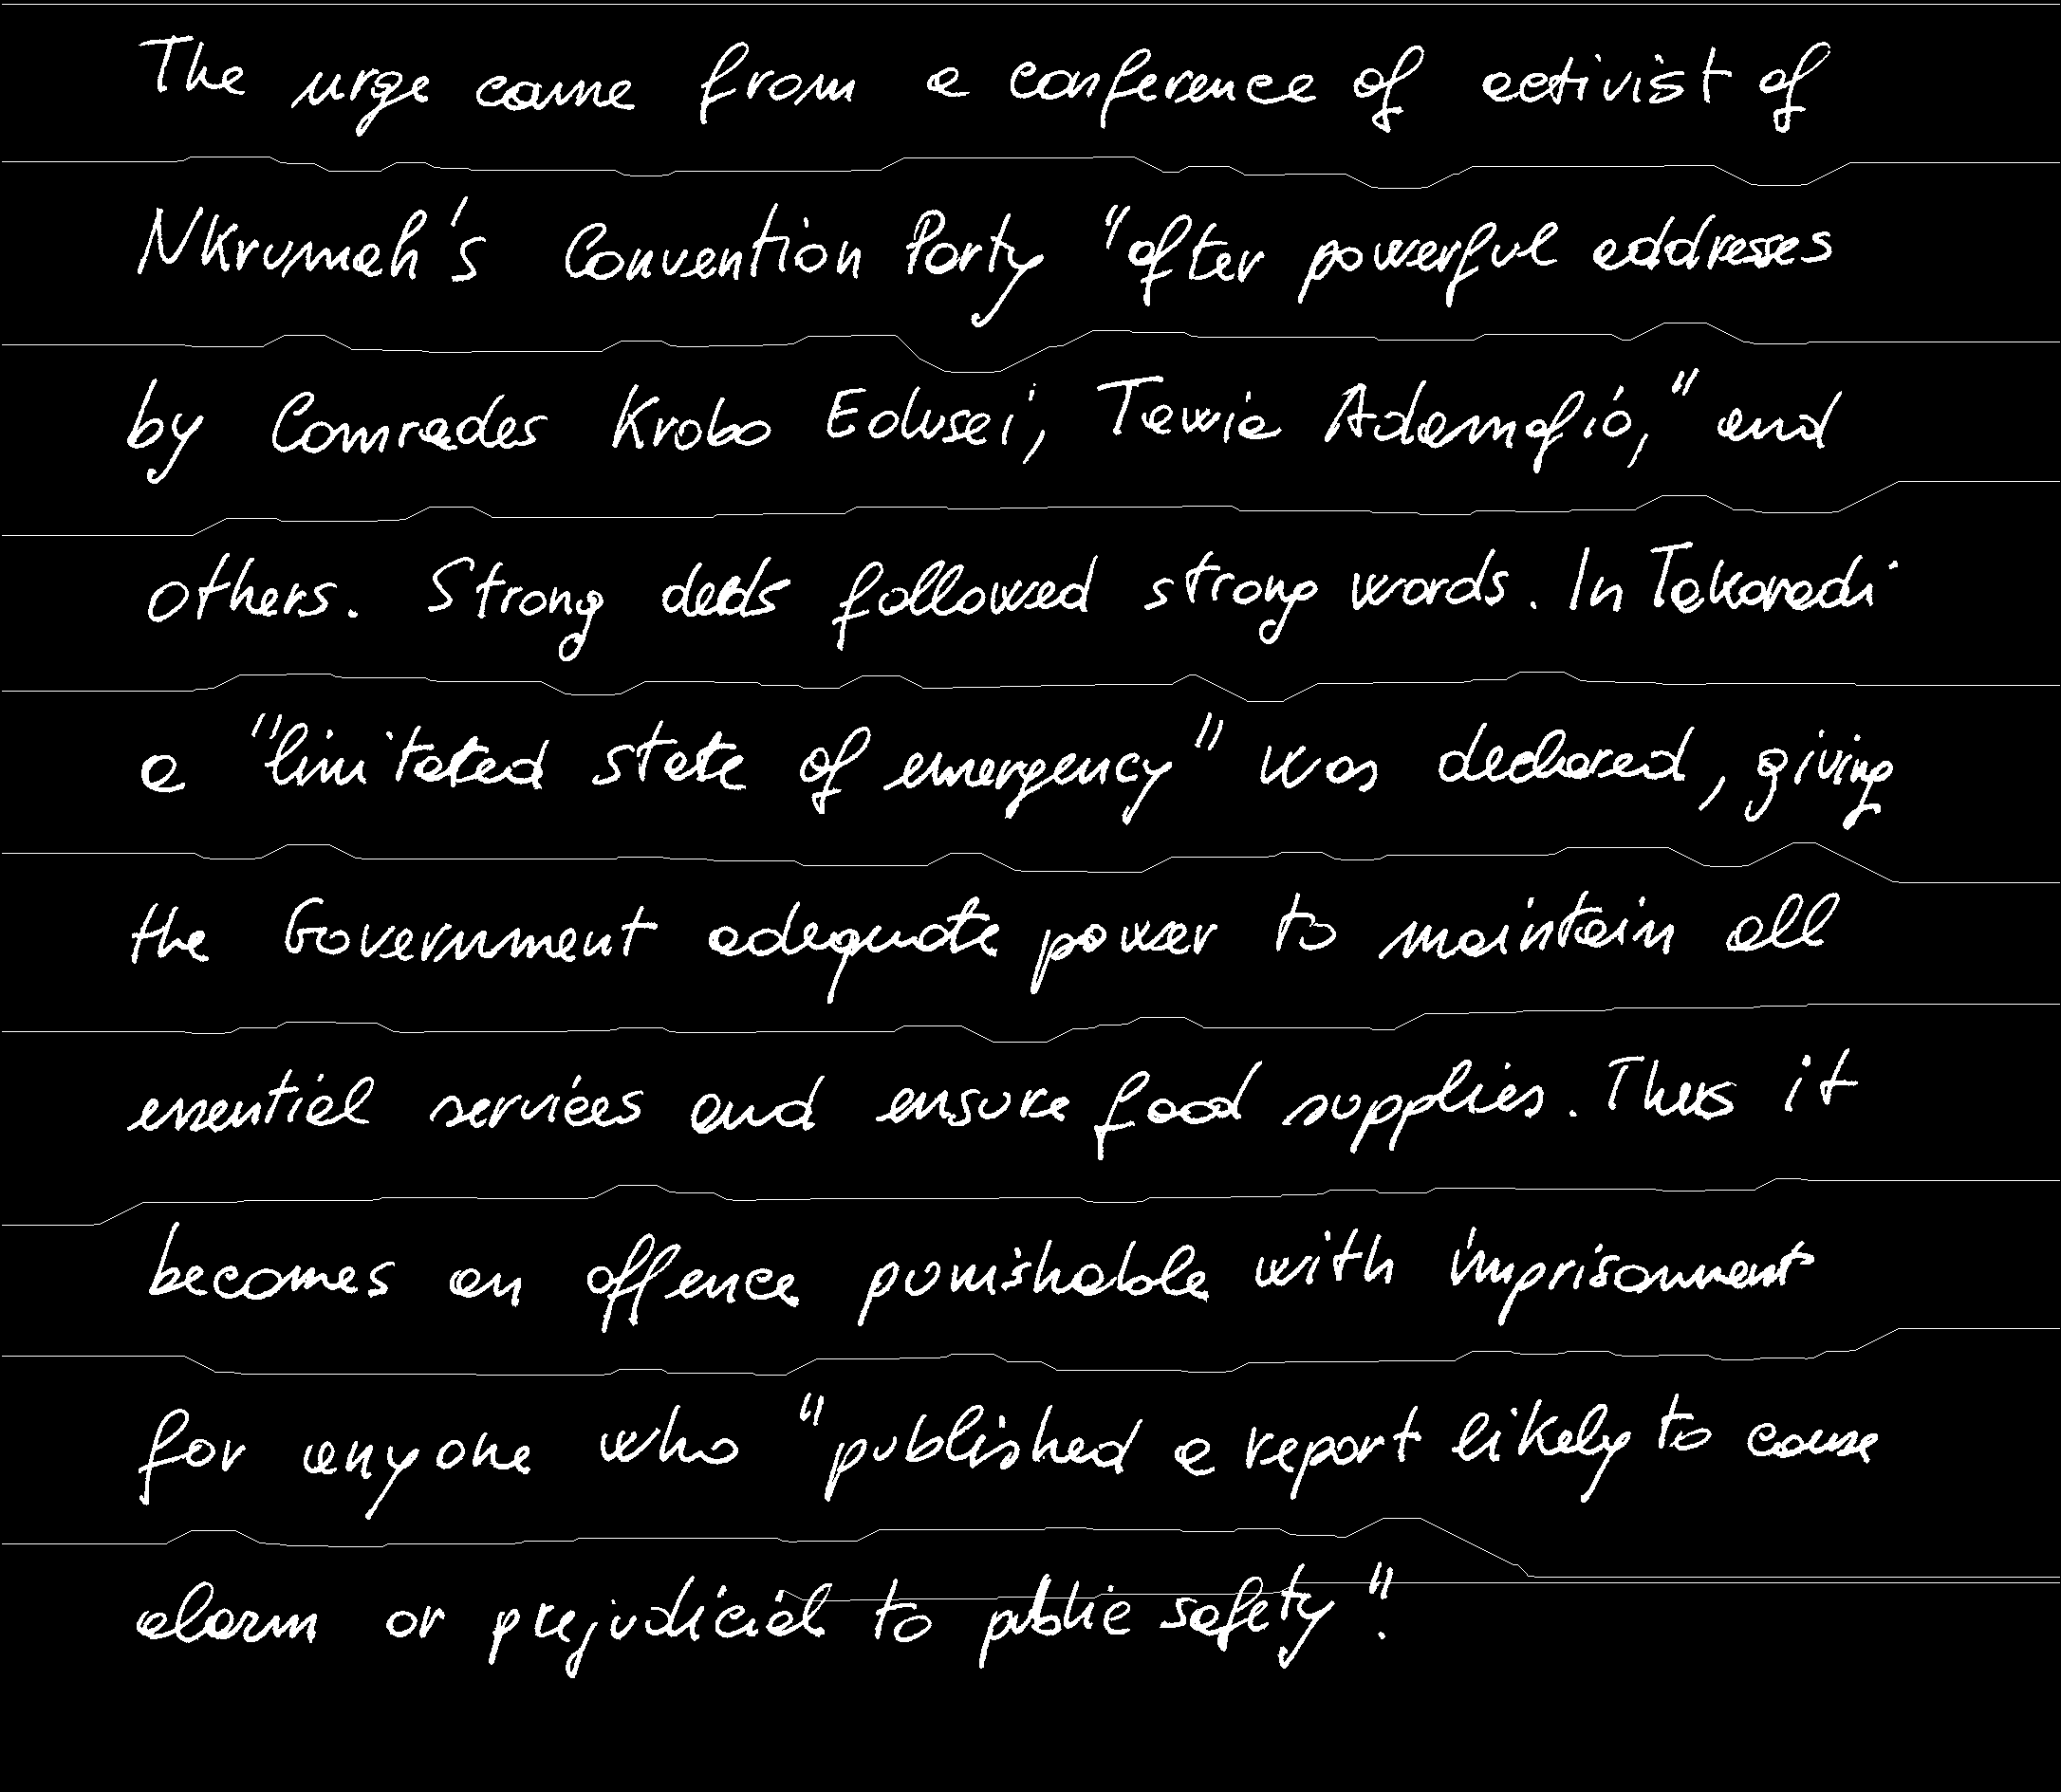 The urge came from a conference of activist of
Nkrumah's Convention Party "after powerful addresses
by Comrades Krobo Edusei, Tawia Adamafio," and
others. Strong deeds followed strong words. In Takoradi
a "limitated state of emergency" was declared, giving
the Government adequate power to maintain all
essential services and ensure food supplies. Thus it
becomes an offence punishable with imprisonment
for anyone who "published a report likely to cause
alarm or prejudicial to public safety".